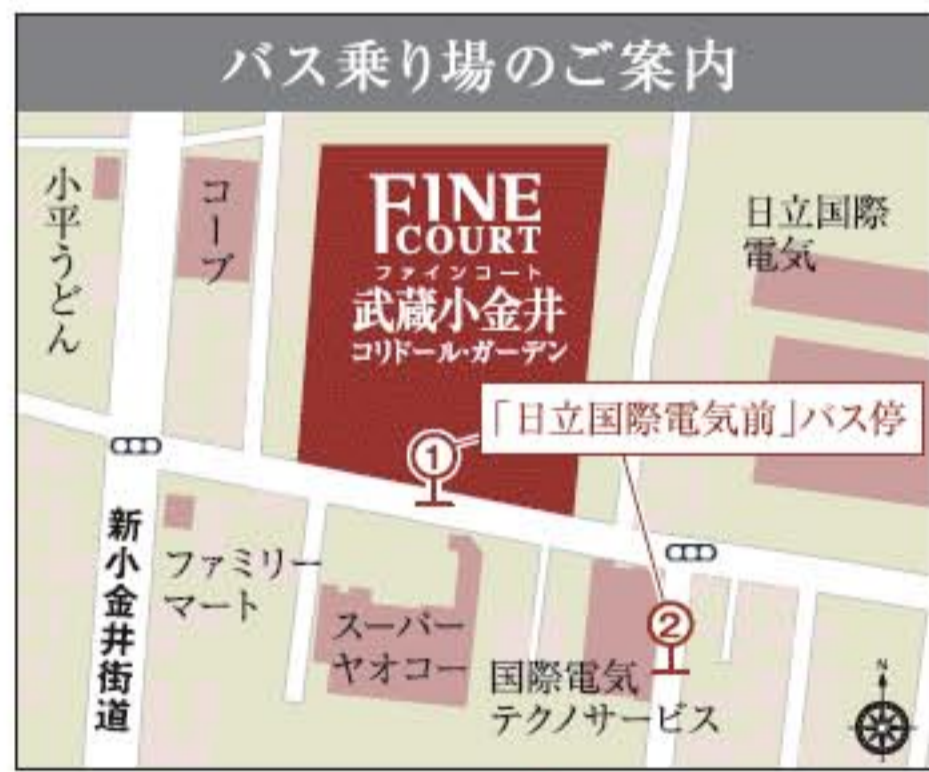 バス乗り場のご案内
小平うどん
コープ
FINE
COURT
ファインコート
武蔵小金井
コリドール・ガーデン
日立国際
電気
「日立国際電気前」バス停
①
新小金井街道
ファミリー
マート
スーパー
ヤオコー
②
国際電気
テクノサービス
N